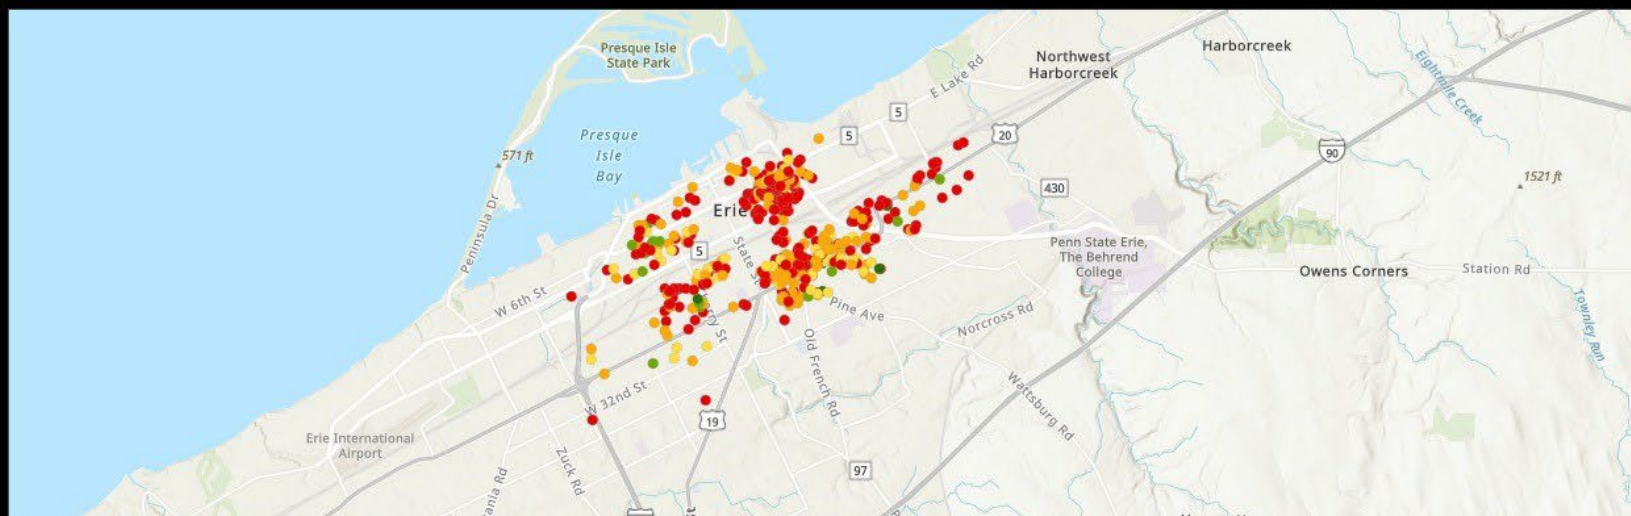 Presque Isle
State Park
Northwest
Harborcreek
Harborcreek
E Lake Rd
Eightmile Creek
5
5
20
90
Presque
Isle
Bay
571 ft
1521 ft
430
Peninsula Dr
Erie
5
State St
Penn State Erie,
The Behrend
College
Owens Corners
Station Rd
W 6th St
Pine Ave
Norcross Rd
Townley Run
Old French Rd
W 32nd St
Wattsburg Rd
19
Erie International
Airport
Zuck Rd
97